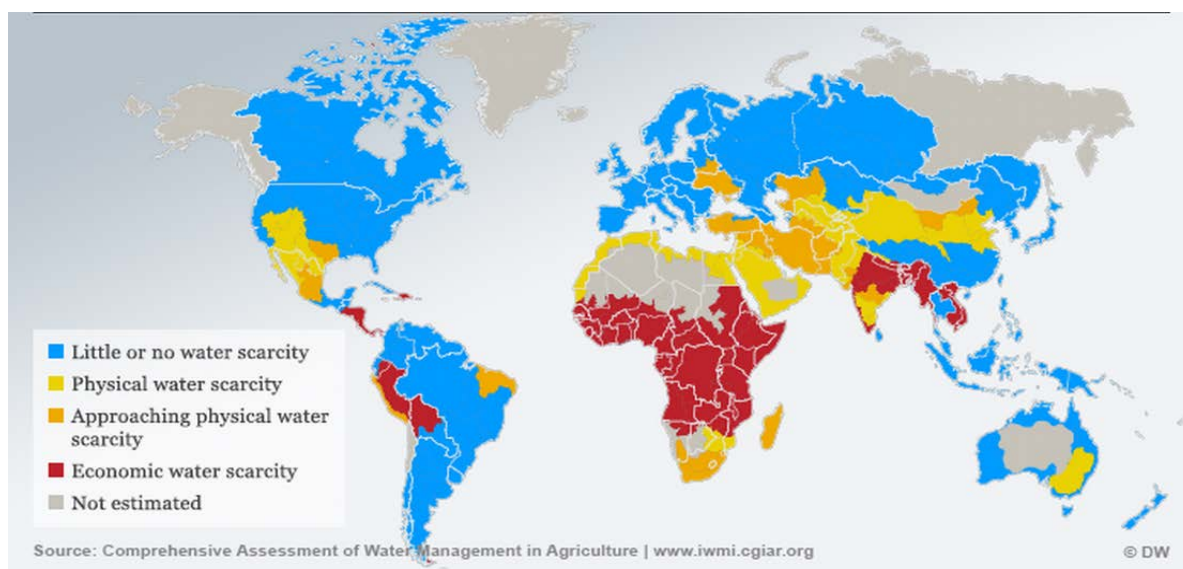 Little or no water scarcity
Physical water scarcity
Approaching physical water
scarcity
Economic water scarcity
Not estimated
Source: Comprehensive Assessment of Water Management in Agriculture | www.iwmi.cgiar.org
© DW